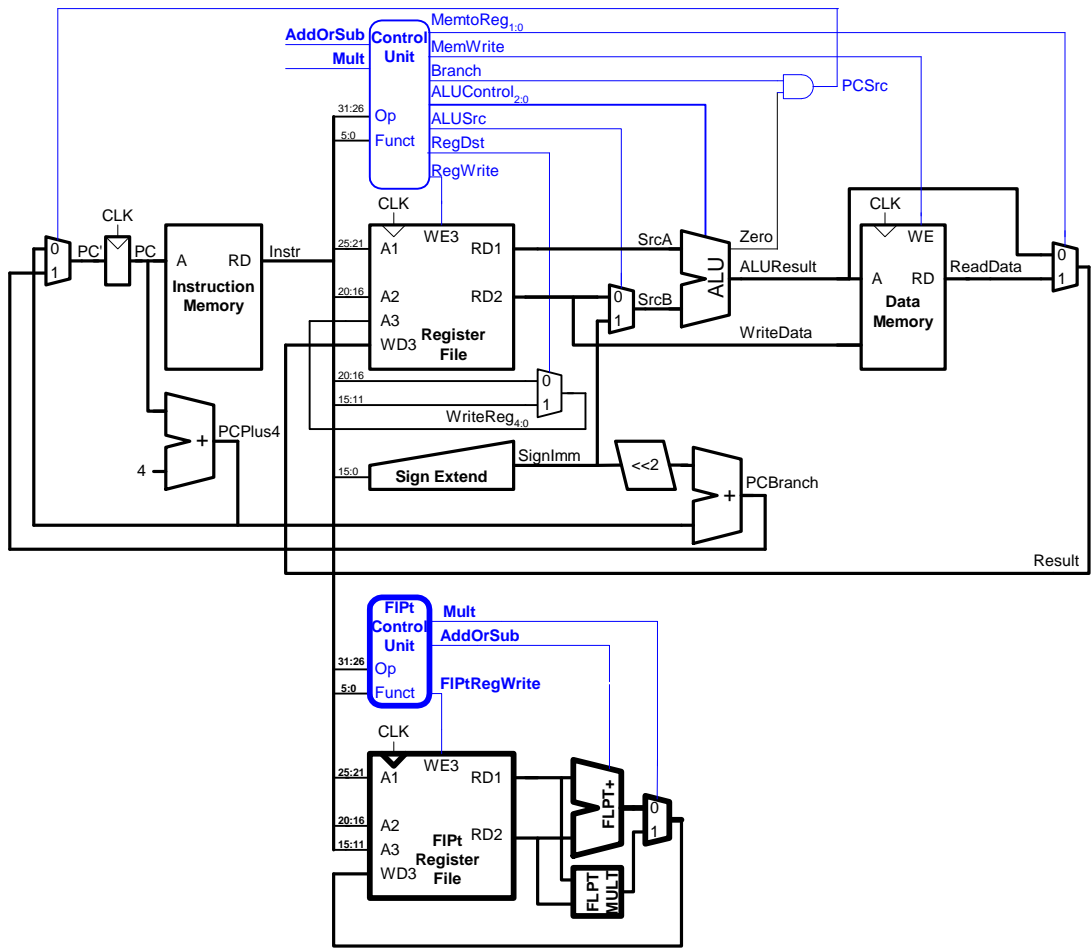 MemtoReg1:0
AddOrSub
Control
Unit
MemWrite
Mult
Branch
PCSrc
ALUControl2:0
31:26
Op
ALUSrc
5:0
Funct
RegDst
RegWrite
CLK
CLK
CLK
0
1
PC'
PC
A
RD
Instruction
Memory
Instr
25:21
A1
WE3
RD1
SrcA
Zero
WE
0
1
20:16
A2
RD2
0
1
SrcB
ALU
ALUResult
A
RD
ReadData
Data
Memory
A3
WD3
Register
File
WriteData
20:16
0
15:11
1
WriteReg4:0
PCPlus4
+
4
SignImm
15:0
Sign Extend
<<2
+
PCBranch
Result
FlPt
Control
Unit
Mult
AddOrSub
31:26
Op
5:0
Funct
FlPtRegWrite
CLK
25:21
A1
WE3
RD1
FLPT+
0
1
20:16
A2
RD2
15:11
A3
WD3
FlPt
Register
File
FLPT
MULT